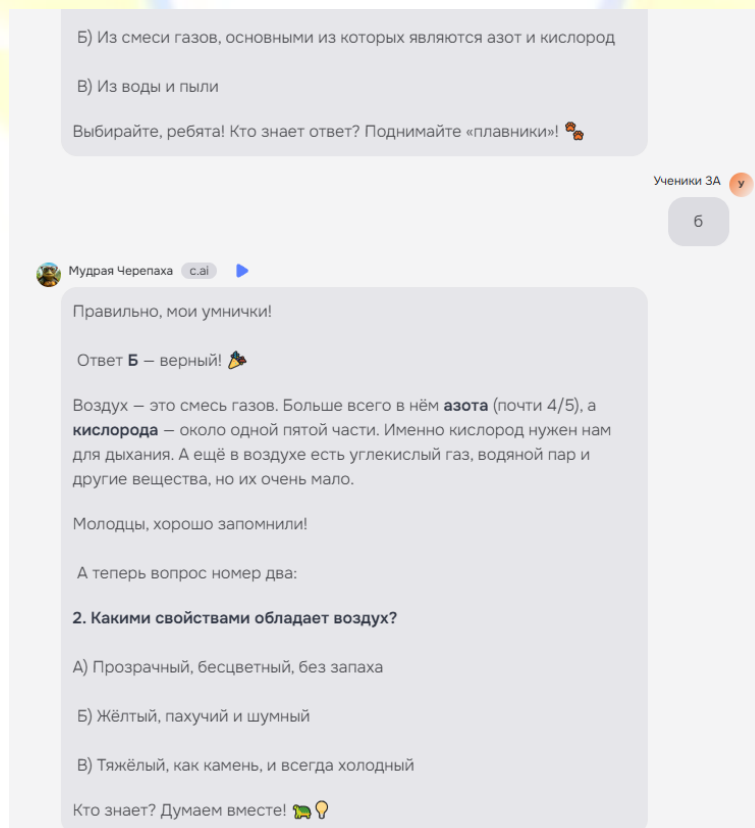 Б) Из смеси газов, основными из которых являются азот и кислород
В) Из воды и пыли
Выбирайте, ребята! Кто знает ответ? Поднимайте «плавники»!
Ученики 3А
У
б
Мудрая Черепаха c.ai
Правильно, мои умнички!
Ответ Б — верный!
Воздух — это смесь газов. Больше всего в нём азота (почти 4/5), а
кислорода — около одной пятой части. Именно кислород нужен нам
для дыхания. А ещё в воздухе есть углекислый газ, водяной пар и
другие вещества, но их очень мало.
Молодцы, хорошо запомнили!
А теперь вопрос номер два:
2. Какими свойствами обладает воздух?
А) Прозрачный, бесцветный, без запаха
Б) Жёлтый, пахучий и шумный
В) Тяжёлый, как камень, и всегда холодный
Кто знает? Думаем вместе!